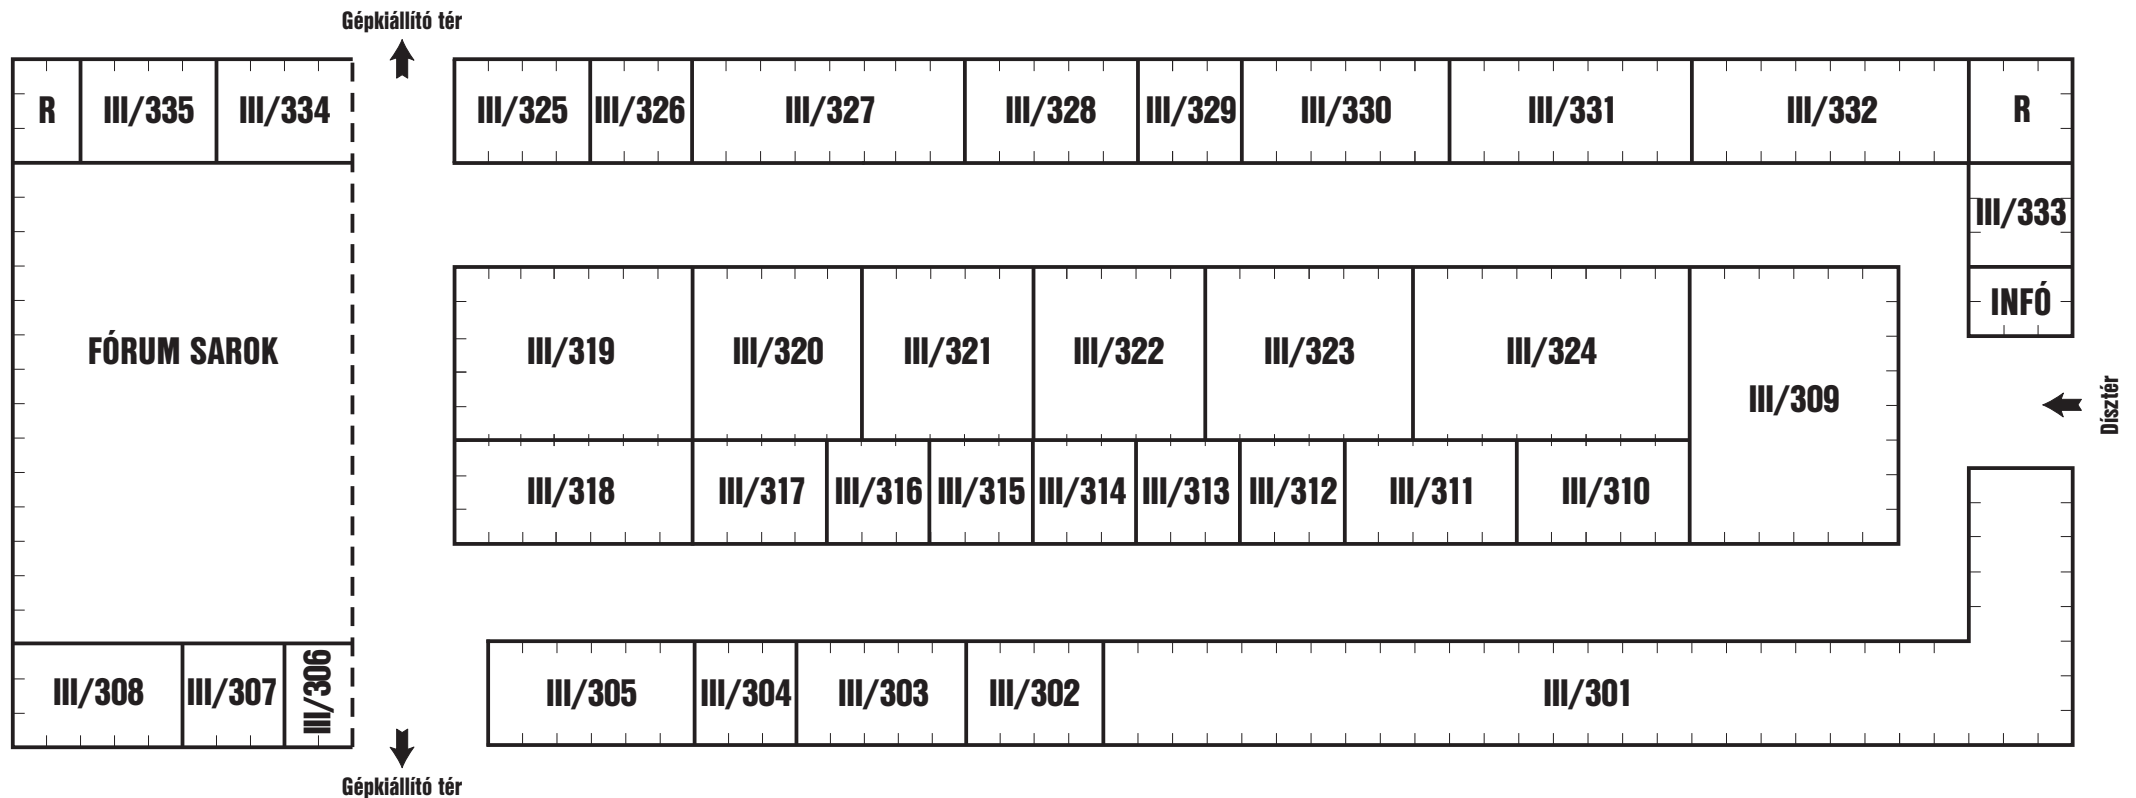 Gépkiállító tér
R III/335 III/334 III/325 III/326 III/327 III/328 III/329 III/330 III/331 III/332 R
III/333
INFÓ
FÓRUM SAROK III/319 III/320 III/321 III/322 III/323 III/324
III/309
Dísztér
III/318 III/317 III/316 III/315 III/314 III/313 III/312 III/311 III/310
III/308 III/307 III/306 III/305 III/304 III/303 III/302 III/301
Gépkiállító tér